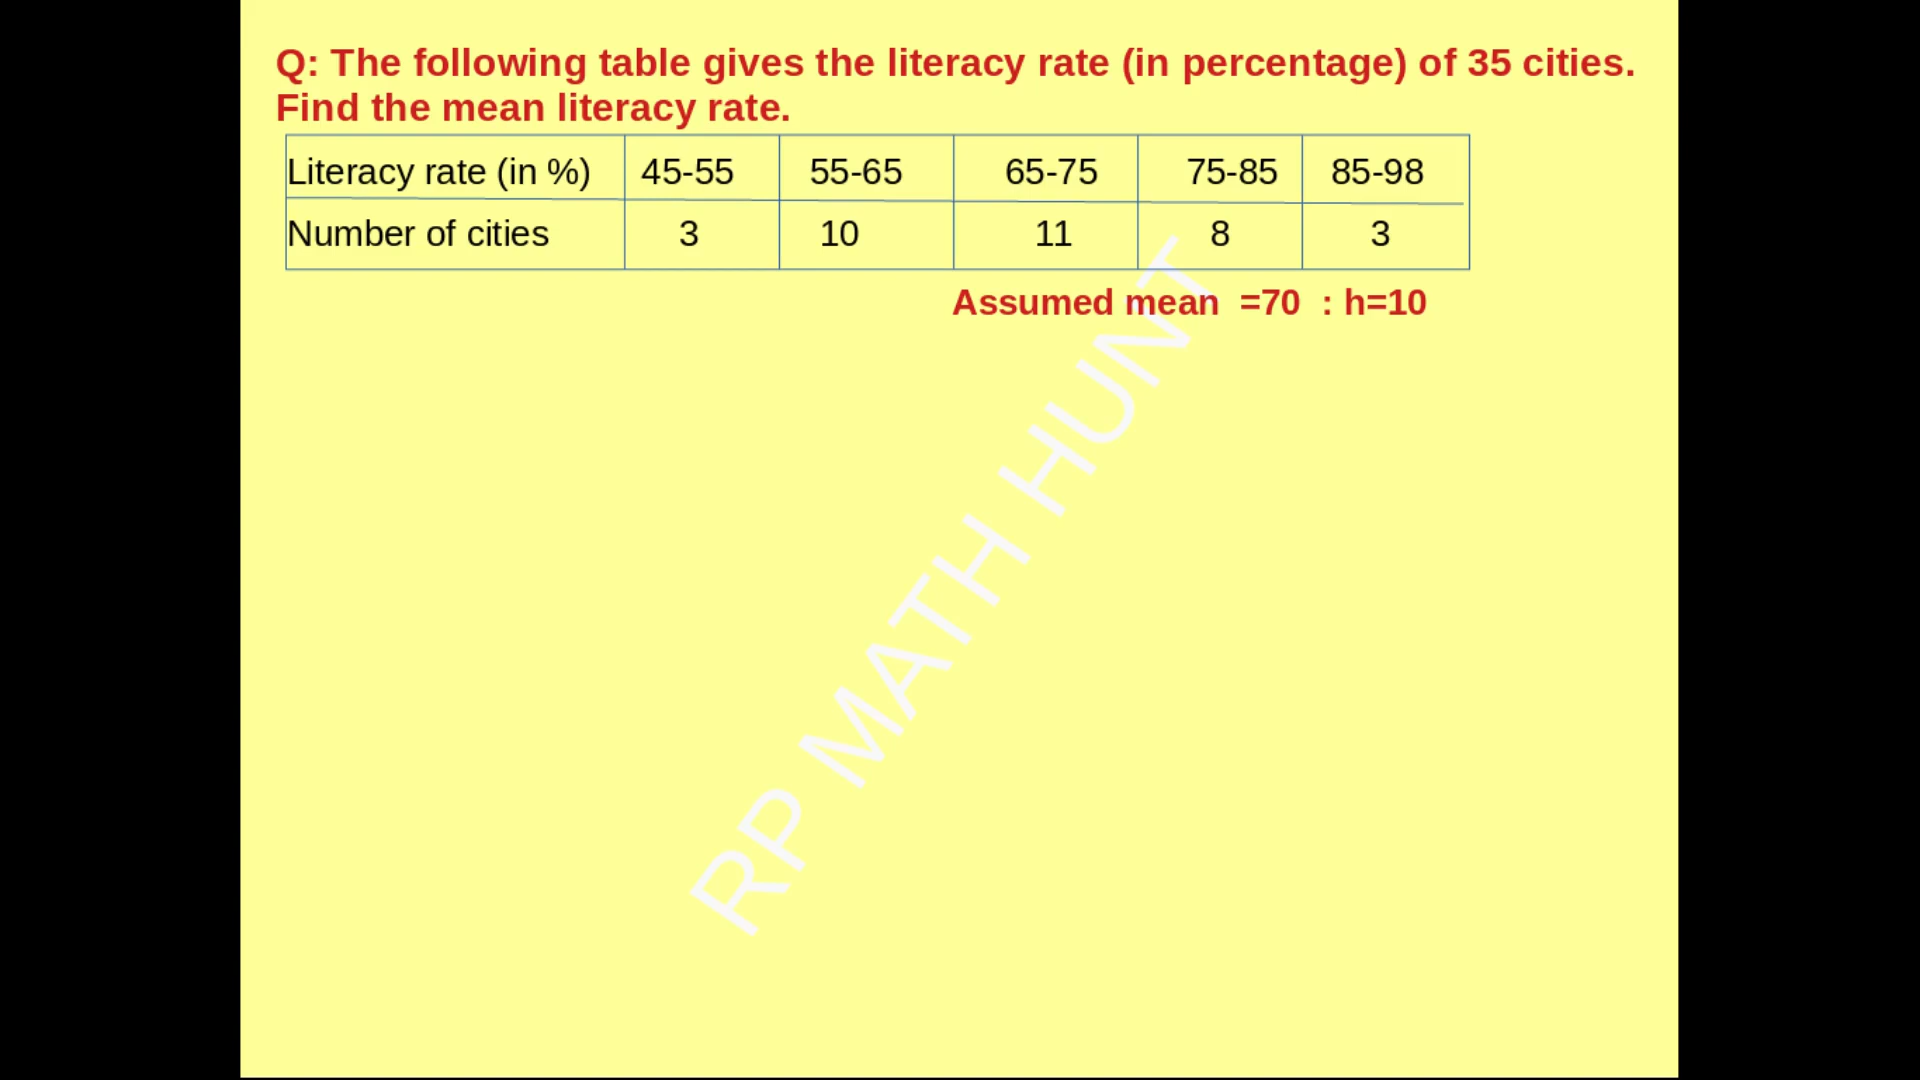 Q: The following table gives the literacy rate (in percentage) of 35 cities.
Find the mean literacy rate.
Literacy rate (in %) 45-55 55-65 65-75 75-85 85-98
Number of cities 3 10 11 8 3
Assumed mean =70 : h=10
RP MATH HUNT